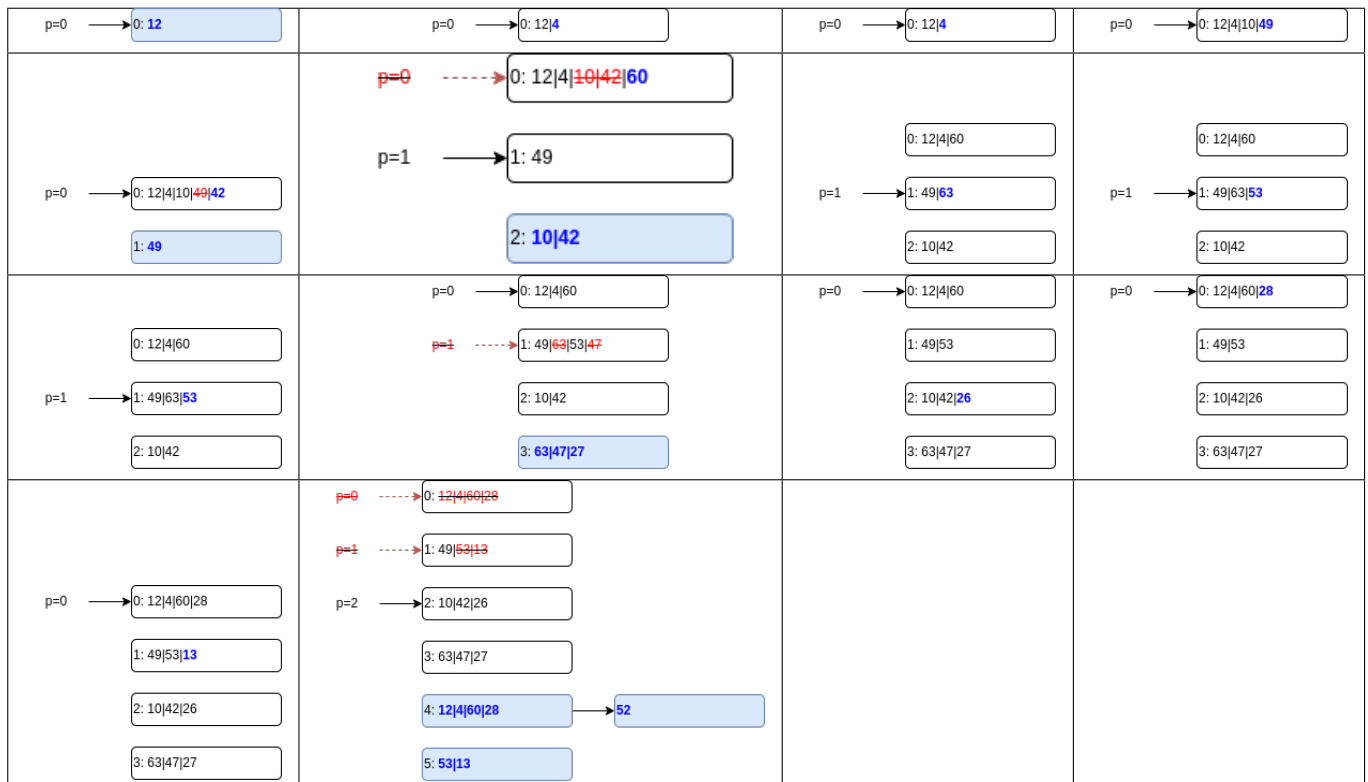 p=0 0: 12
p=0 0: 12|4
p=0 0: 12|4
p=0 0: 12|4|10|49
p=0 0: 12|4|10|49|42
1: 49
p=0 0: 12|4|10|42|60
p=1 1: 49
2: 10|42
0: 12|4|60
p=1 1: 49|63
2: 10|42
0: 12|4|60
p=1 1: 49|63|53
2: 10|42
0: 12|4|60
p=1 1: 49|63|53
2: 10|42
p=0 0: 12|4|60
p=1 1: 49|63|53|47
2: 10|42
3: 63|47|27
p=0 0: 12|4|60
1: 49|53
2: 10|42|26
3: 63|47|27
p=0 0: 12|4|60|28
1: 49|53
2: 10|42|26
3: 63|47|27
p=0 0: 12|4|60|28
1: 49|53|13
2: 10|42|26
3: 63|47|27
p=0 0: 12|4|60|28
p=1 1: 49|53|13
p=2 2: 10|42|26
3: 63|47|27
4: 12|4|60|28 52
5: 53|13